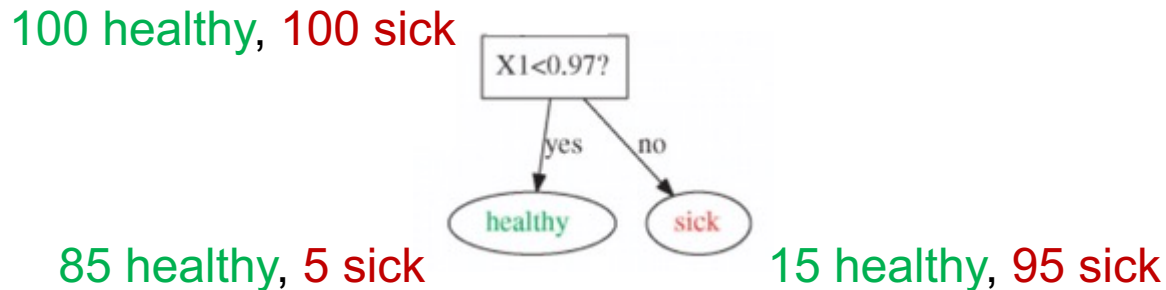 100 healthy, 100 sick
X1<0.97?
yes
no
healthy
sick
85 healthy, 5 sick
15 healthy, 95 sick